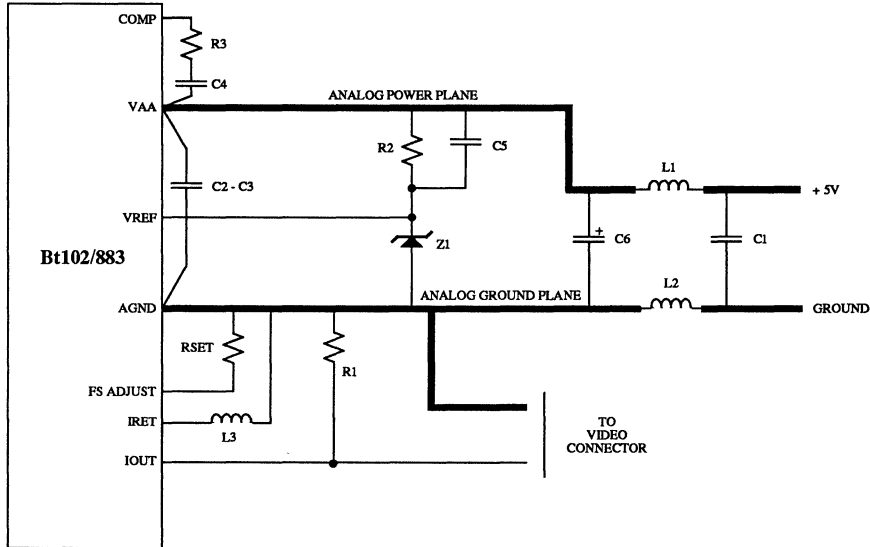 COMP
R3
C4
ANALOG POWER PLANE
VAA
R2
C5
L1
C2 - C3
+ 5V
VREF
+
Bt102/883
Z1
C6
C1
ANALOG GROUND PLANE
L2
AGND
GROUND
RSET
R1
FS ADJUST
IRET
L3
TO
VIDEO
CONNECTOR
IOUT